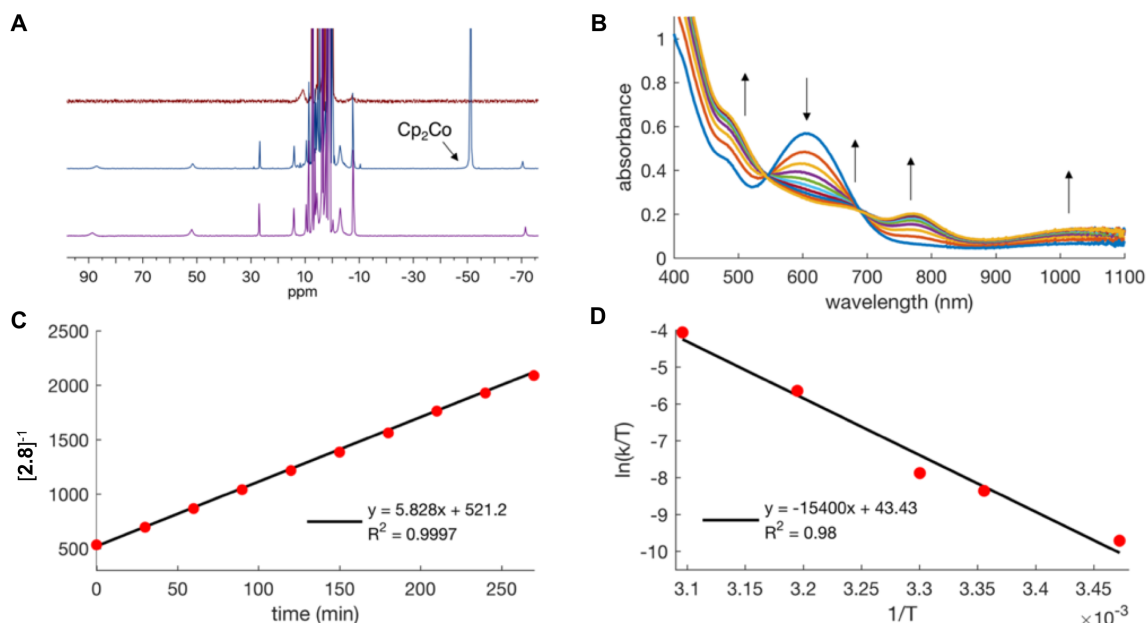 A
Cp2Co
90 70 50 30 10 -10 -30 -50 -70
ppm
B
1
0.8
0.6
0.4
0.2
0
absorbance
400 500 600 700 800 900 1000 1100
wavelength (nm)
C
2500
2000
1500
1000
500
[2.8]-1
y = 5.828x + 521.2
R2 = 0.9997
0 50 100 150 200 250
time (min)
D
-4
-5
-6
-7
-8
-9
-10
ln(k/T)
y = -15400x + 43.43
R2 = 0.98
3.1 3.15 3.2 3.25 3.3 3.35 3.4 3.45
1/T
×10-3